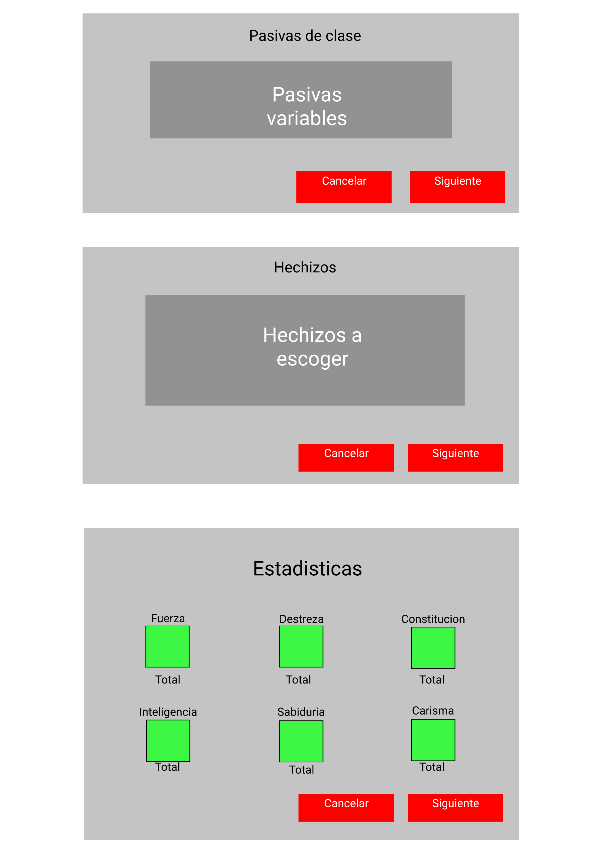 Pasivas de clase
Pasivas
variables
Cancelar
Siguiente
Hechizos
Hechizos a
escoger
Cancelar
Siguiente
Estadisticas
Fuerza
Destreza
Constitucion
Total
Total
Total
Inteligencia
Sabiduria
Carisma
Total
Total
Total
Cancelar
Siguiente